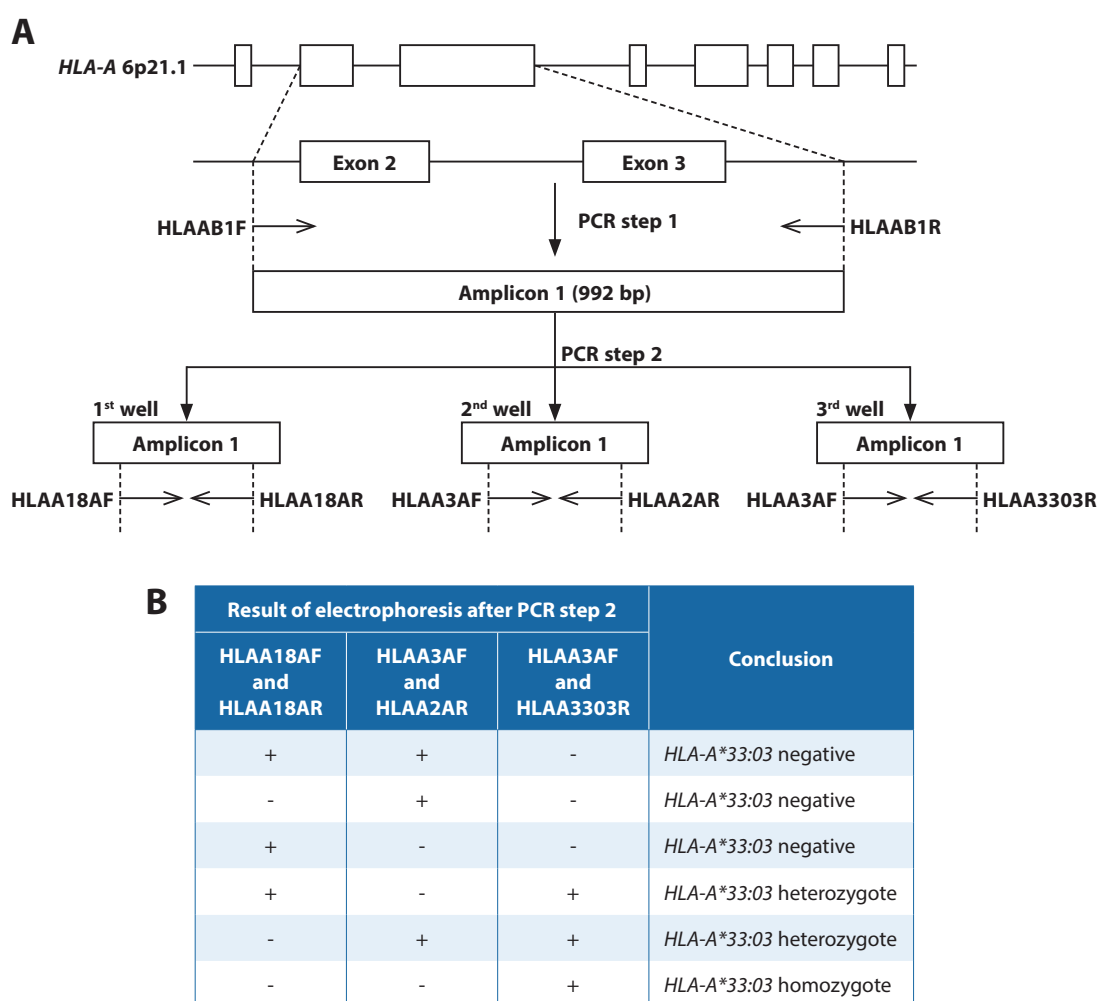 A
HLA-A 6p21.1
Exon 2
Exon 3
HLAAB1F
PCR step 1
HLAAB1R
Amplicon 1 (992 bp)
PCR step 2
1st well
2nd well
3rd well
Amplicon 1
Amplicon 1
Amplicon 1
HLAA18AF
HLAA18AR
HLAA3AF
HLAA2AR
HLAA3AF
HLAA3303R
B
Result of electrophoresis after PCR step 2
Conclusion
HLAA18AF
and
HLAA18AR
HLAA3AF
and
HLAA2AR
HLAA3AF
and
HLAA3303R
+ + - HLA-A*33:03 negative
- + - HLA-A*33:03 negative
+ - - HLA-A*33:03 negative
+ - + HLA-A*33:03 heterozygote
- + + HLA-A*33:03 heterozygote
- - + HLA-A*33:03 homozygote